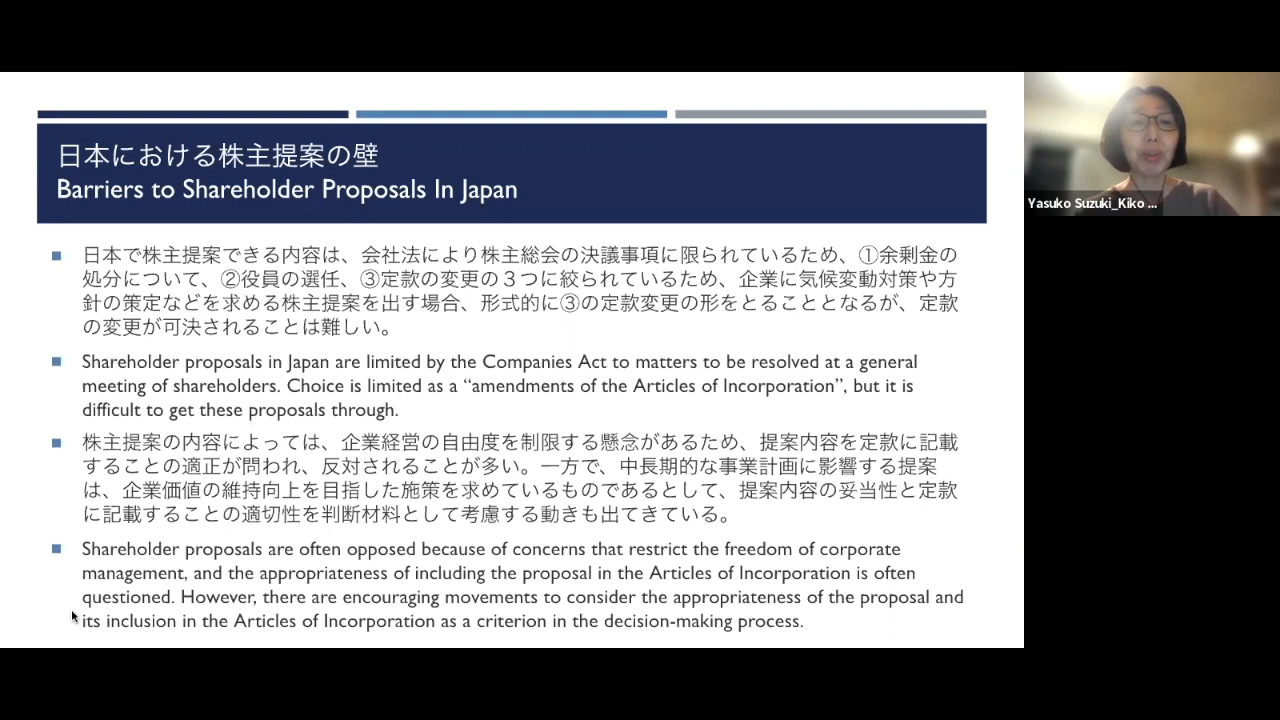 日本における株主提案の壁
Barriers to Shareholder Proposals In Japan
日本で株主提案できる内容は、会社法により株主総会の決議事項に限られているため、①余剰金の
処分について、②役員の選任、③定款の変更の３つに絞られているため、企業に気候変動対策や方
針の策定などを求める株主提案を出す場合、形式的に③の定款変更の形をとることとなるが、定款
の変更が可決されることは難しい。
Shareholder proposals in Japan are limited by the Companies Act to matters to be resolved at a general
meeting of shareholders. Choice is limited as a “amendments of the Articles of Incorporation”, but it is
difficult to get these proposals through.
株主提案の内容によっては、企業経営の自由度を制限する懸念があるため、提案内容を定款に記載
することの適正が問われ、反対されることが多い。一方で、中長期的な事業計画に影響する提案
は、企業価値の維持向上を目指した施策を求めているものであるとして、提案内容の妥当性と定款
に記載することの適切性を判断材料として考慮する動きも出てきている。
Shareholder proposals are often opposed because of concerns that restrict the freedom of corporate
management, and the appropriateness of including the proposal in the Articles of Incorporation is often
questioned. However, there are encouraging movements to consider the appropriateness of the proposal and
its inclusion in the Articles of Incorporation as a criterion in the decision-making process.
Yasuko Suzuki_Kiko ...